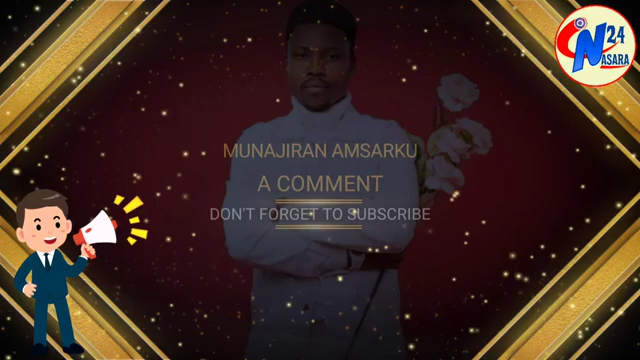 24
NASARA
MUNAJIRAN AMSARKU
A COMMENT
DON'T FORGET TO SUBSCRIBE